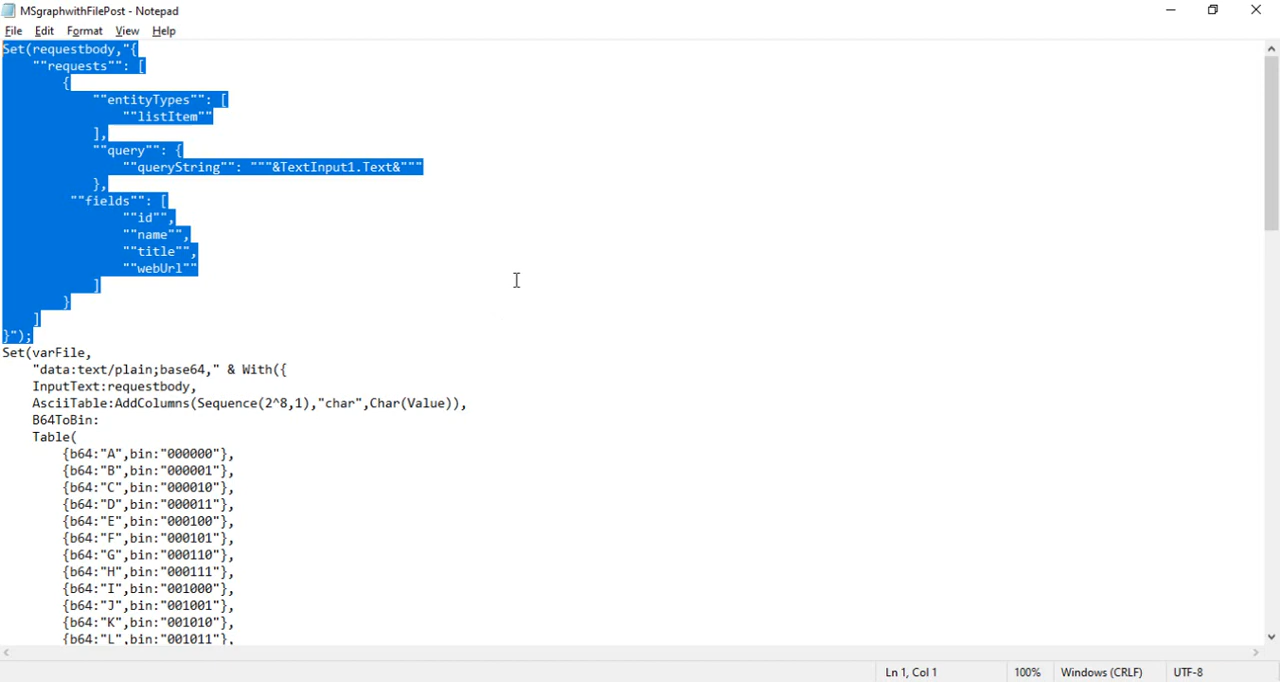 MSgraphwithFilePost - Notepad
File Edit Format View Help
Set(requestbody,"{
""requests"": [
{
""entityTypes"": [
""listItem""
],
""query"": {
""queryString"": """&TextInput1.Text&"""
},
""fields"": [
""id"",
""name"",
""title"",
""webUrl""
]
}
]
}");
Set(varFile,
"data:text/plain;base64," & With({
InputText:requestbody,
AsciiTable:AddColumns(Sequence(2^8,1),"char",Char(Value)),
B64ToBin:
Table(
{b64:"A",bin:"000000"},
{b64:"B",bin:"000001"},
{b64:"C",bin:"000010"},
{b64:"D",bin:"000011"},
{b64:"E",bin:"000100"},
{b64:"F",bin:"000101"},
{b64:"G",bin:"000110"},
{b64:"H",bin:"000111"},
{b64:"I",bin:"001000"},
{b64:"J",bin:"001001"},
{b64:"K",bin:"001010"},
{b64:"L",bin:"001011"},
Ln 1, Col 1 100% Windows (CRLF) UTF-8